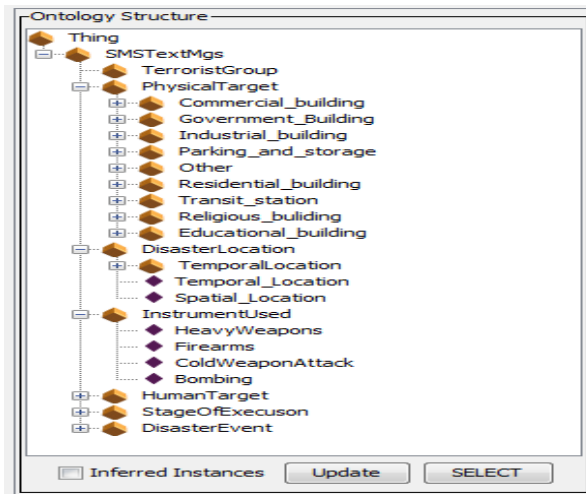 Ontology Structure
Thing
SMSTextMgs
TerroristGroup
PhysicalTarget
Commercial_building
Government_Building
Industrial_building
Parking_and_storage
Other
Residential_building
Transit_station
Religious_buliding
Educational_building
DisasterLocation
TemporalLocation
Temporal_Location
Spatial_Location
InstrumentUsed
HeavyWeapons
Firearms
ColdWeaponAttack
Bombing
HumanTarget
StageOfExecuson
DisasterEvent
Inferred Instances Update SELECT